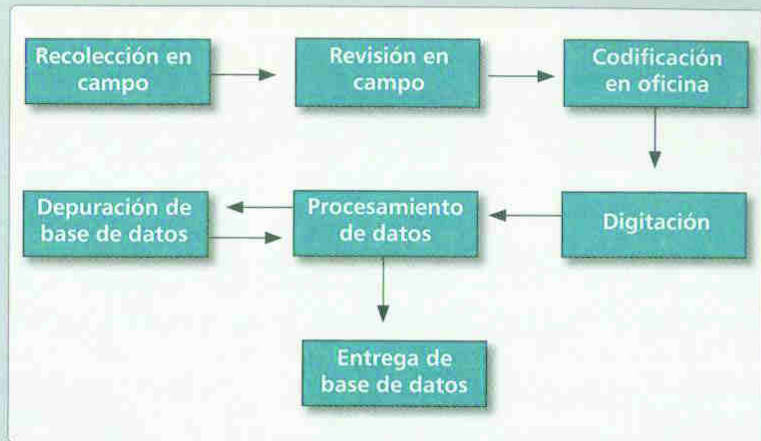 Recolección en
campo
Revisión en
campo
Codificación
en oficina
Depuración de
base de datos
Procesamiento
de datos
Digitación
Entrega de
base de datos